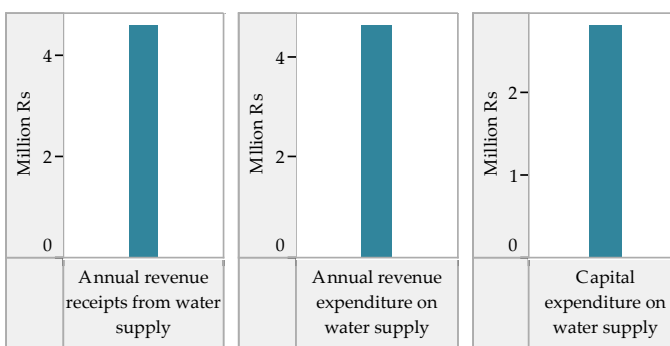 Million Rs
4
2
0
Annual revenue
receipts from water
supply
Million Rs
4
2
0
Annual revenue
expenditure on
water supply
Million Rs
2
1
0
Capital
expenditure on
water supply